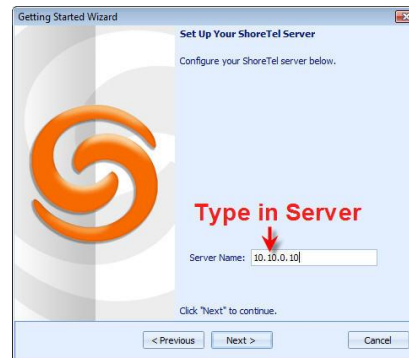 Getting Started Wizard
Set Up Your ShoreTel Server
Configure your ShoreTel server below.
Type in Server
Server Name: 10.10.0.10
Click "Next" to continue.
< Previous Next > Cancel